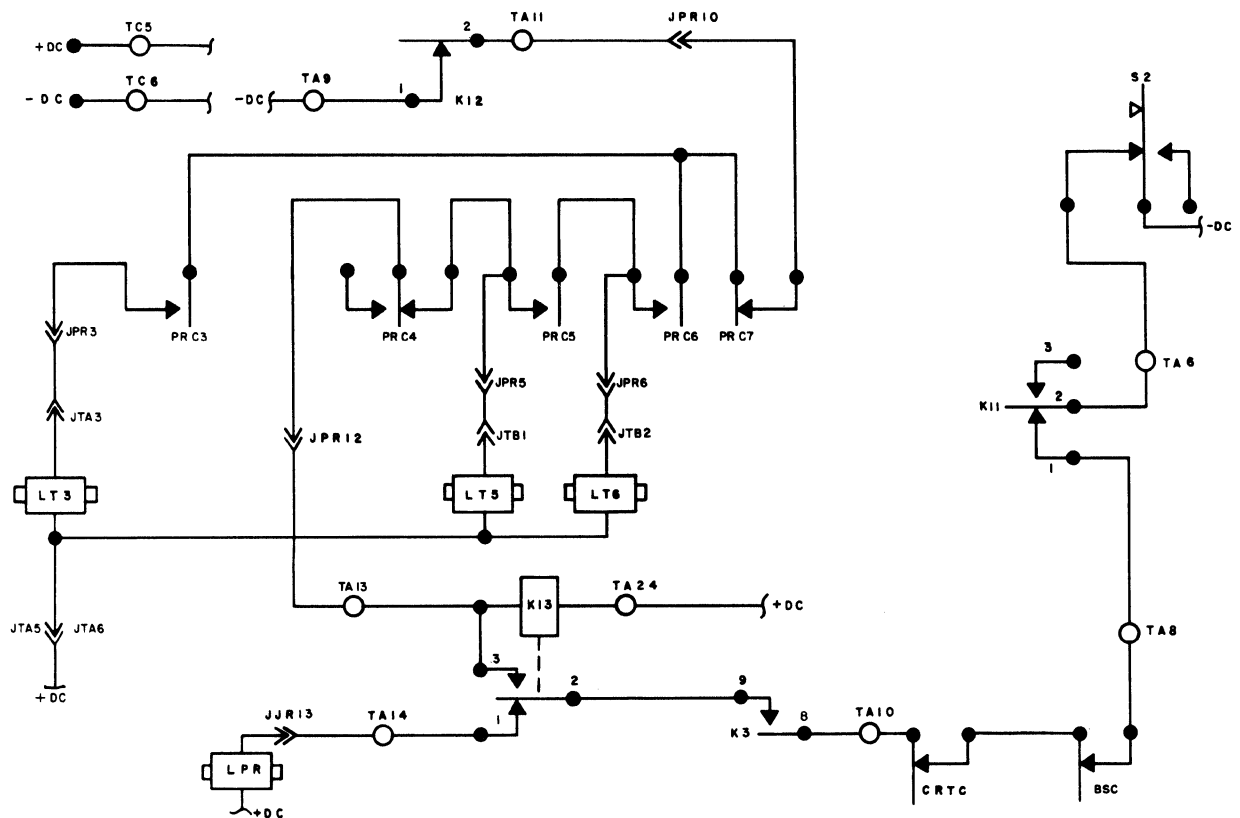 +DC TC5
-DC TC6
-DC TA9
1 K12
2 TA11 JPR10
S2
-DC
PRC3 PRC4 PRC5 PRC6 PRC7
JPR3
JTA3
LT3
JPR12
JPR5
JTB1
LT5
JPR6
JTB2
LT6
3
K11 2
1
TA6
TA8
TA13 K13 TA24 +DC
JTA5 JTA6
+DC
3
2 9
1
JJR13 TA14
LPR
+DC
K3 8 TA10
CRTC BSC